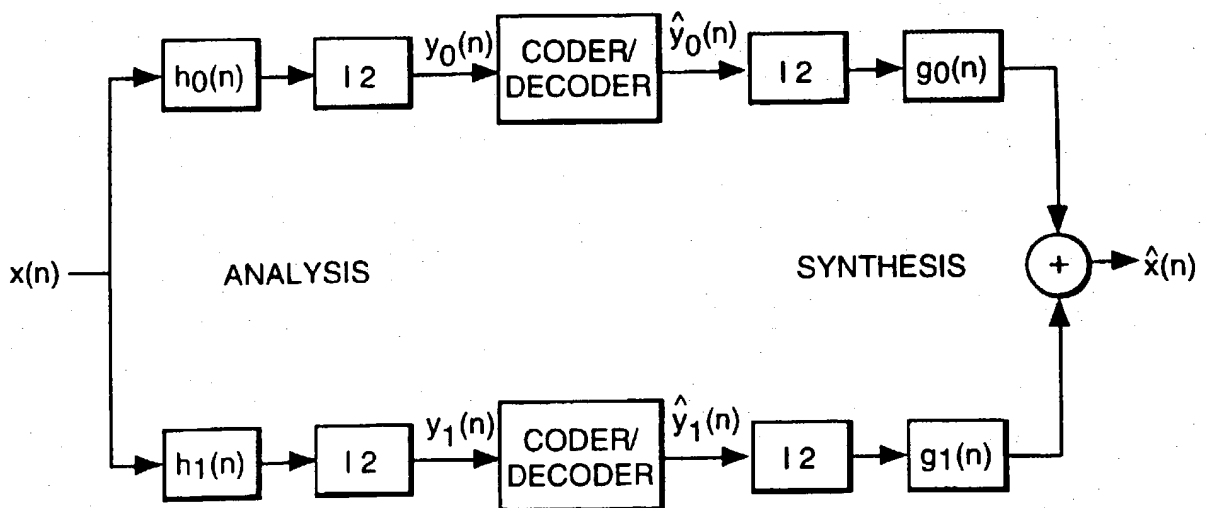 h0(n)
I 2
y0(n)
CODER/
DECODER
ŷ0(n)
I 2
g0(n)
x(n)
ANALYSIS
SYNTHESIS
+
x̂(n)
h1(n)
I 2
y1(n)
CODER/
DECODER
ŷ1(n)
I 2
g1(n)